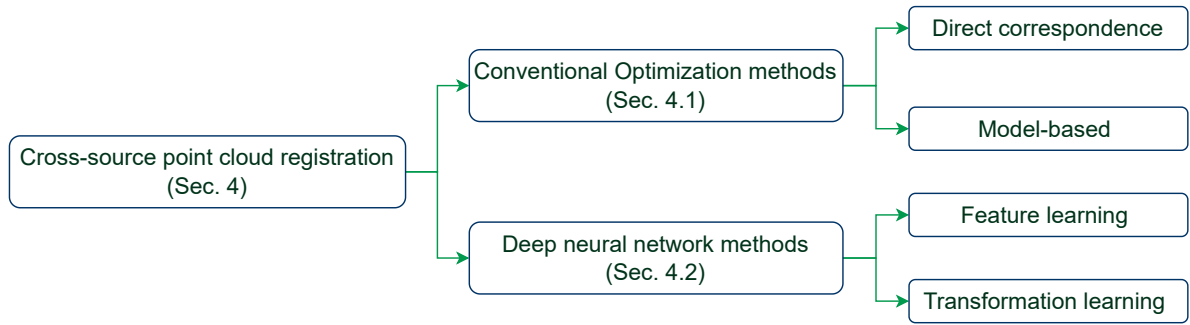 Cross-source point cloud registration
(Sec. 4)
Conventional Optimization methods
(Sec. 4.1)
Direct correspondence
Model-based
Deep neural network methods
(Sec. 4.2)
Feature learning
Transformation learning